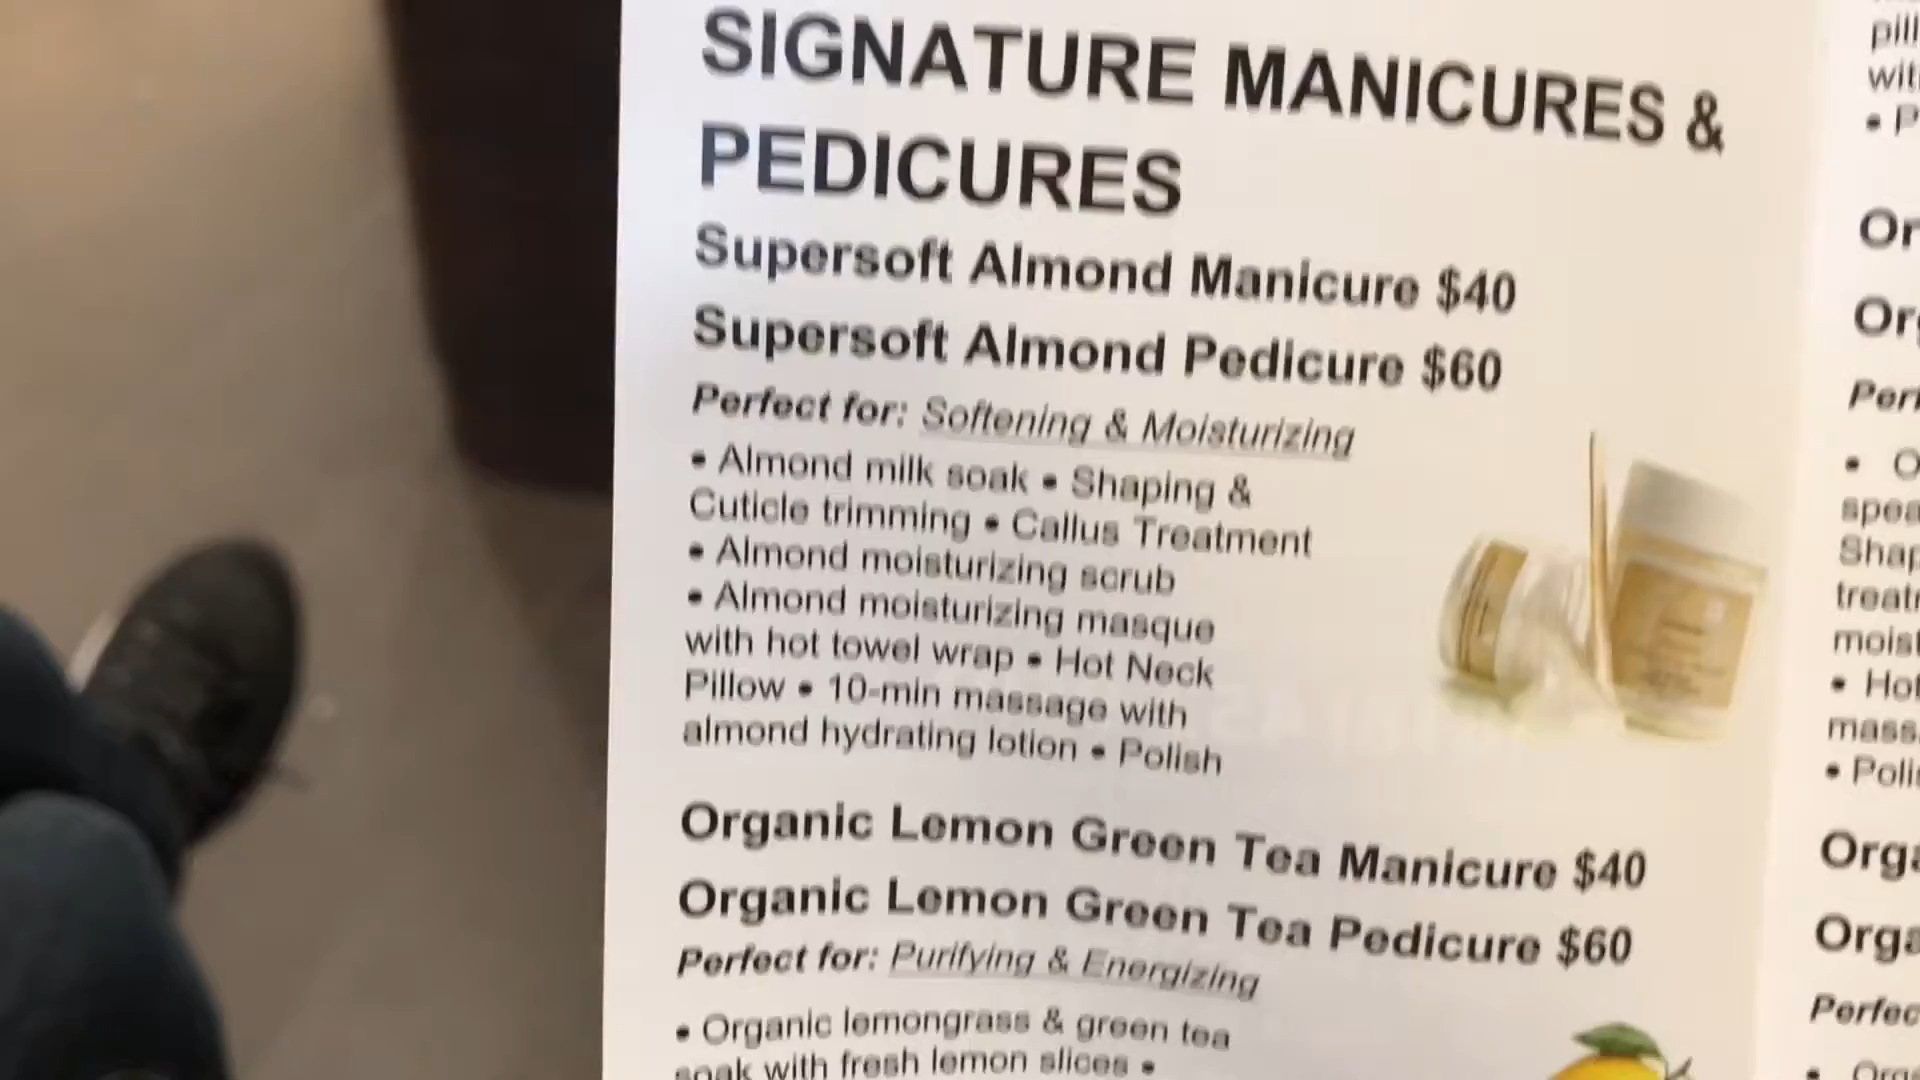 SIGNATURE MANICURES &
PEDICURES
Supersoft Almond Manicure $40
Supersoft Almond Pedicure $60
Perfect for: Softening & Moisturizing
• Almond milk soak • Shaping &
Cuticle trimming • Callus Treatment
• Almond moisturizing scrub
• Almond moisturizing masque
with hot towel wrap • Hot Neck
Pillow • 10-min massage with
almond hydrating lotion • Polish
Organic Lemon Green Tea Manicure $40
Organic Lemon Green Tea Pedicure $60
Perfect for: Purifying & Energizing
• Organic lemongrass & green tea
soak with fresh lemon slices •